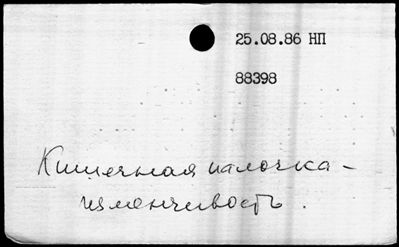 25.08.86 НП
88398
Кишечная палочка –
изменчивость.